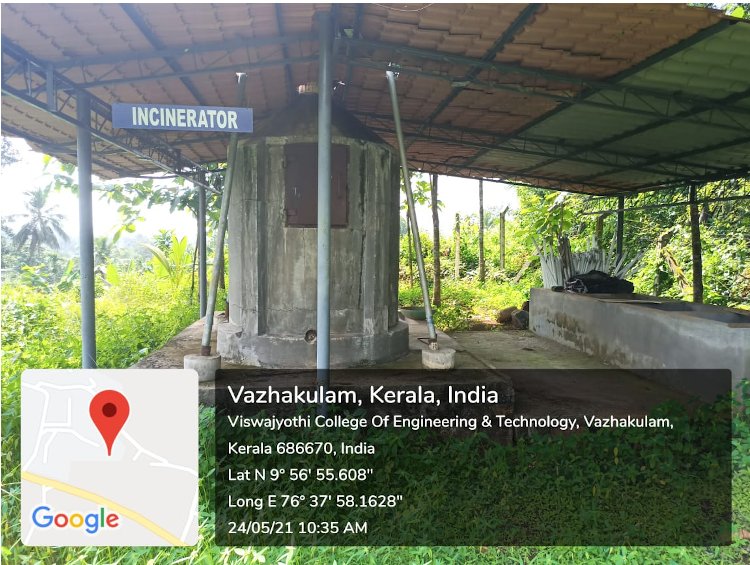 INCINERATOR
Vazhakulam, Kerala, India
Viswajyothi College Of Engineering & Technology, Vazhakulam,
Kerala 686670, India
Lat N 9° 56' 55.608"
Long E 76° 37' 58.1628"
24/05/21 10:35 AM
Google